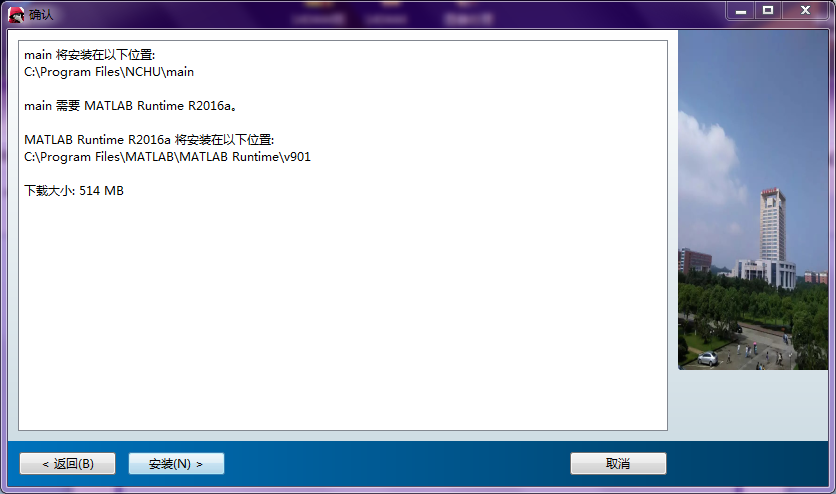 确认
main 将安装在以下位置:
C:\Program Files\NCHU\main
main 需要 MATLAB Runtime R2016a。
MATLAB Runtime R2016a 将安装在以下位置:
C:\Program Files\MATLAB\MATLAB Runtime\v901
下载大小: 514 MB
< 返回(B) 安装(N) > 取消